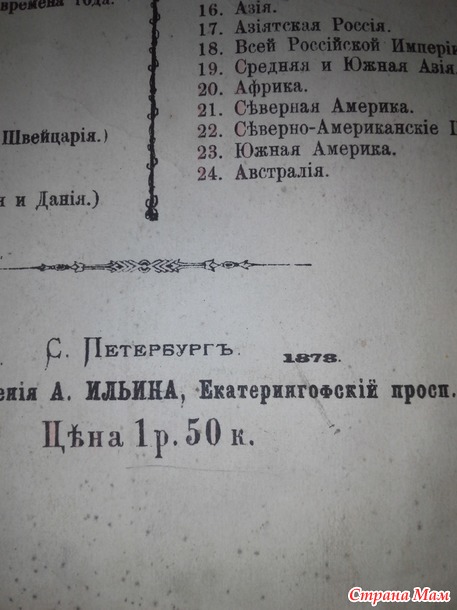 времена года.
16. Азія.
17. Азіятская Россія.
18. Всей Россійской Импері
19. Средняя и Южная Азія
20. Африка.
21. Сѣверная Америка.
22. Сѣверно-Американскіе
23. Южная Америка.
24. Австралія.
Швейцарія.)
и Данія.)
С. Петербургъ. 1878.
А. ИЛЬИНА, Екатерингофскій просп.
Цѣна 1 р. 50 к.
Страна Мам